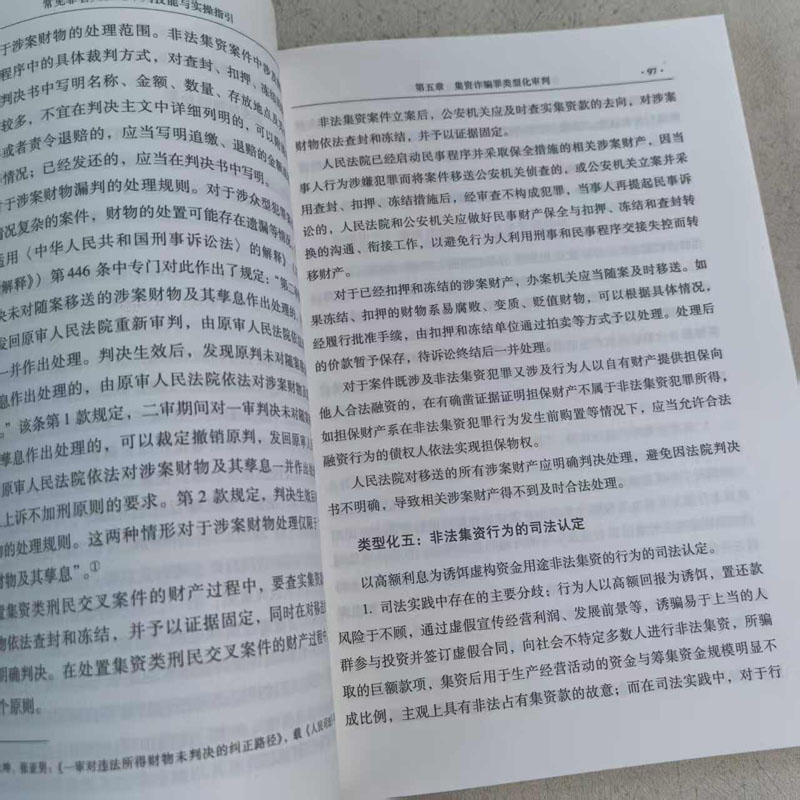 常见非
技能与实操指引
于涉案财物的处理范围。非法集资案件中涉及
程序中的具体裁判方式，对查封、扣押、冻结
判决书中写明名称、金额、数量、存放地点及
较多，不宜在判决主文中详细列明的，可以
或者责令退赔的，应当写明追缴、退赔的金额
情况；已经发还的，应当在判决书中写明。
于涉案财物漏判的处理规则。对于涉众型犯罪
情况复杂的案件，财物的处置可能存在遗漏等情
适用〈中华人民共和国刑事诉讼法〉的解释》
解释》）第446条中专门对此作出了规定：“第二
决未对随案移送的涉案财物及其孳息作出处理的，
发回原审人民法院重新审判，由原审人民法院
一并作出处理。判决生效后，发现原判未对随案
出处理的，由原审人民法院依法对涉案财物
。”该条第1款规定，二审期间对一审判决未对随案
孳息作出处理的，可以裁定撤销原判，发回原审人
原审人民法院依法对涉案财物及其孳息一并作出处
上诉不加刑原则的要求。第2款规定，判决生效后
的处理规则。这两种情形对于涉案财物处理仅限于
财物及其孳息”。①
置集资类刑民交叉案件的财产过程中，要查实集资
物依法查封和冻结，并予以证据固定，同时在对移送
明确判决。在处置集资类刑民交叉案件的财产过程中
个原则。
坤、张亚男：《一审对违法所得财物未判决的纠正路径》，载《人民司法
第五章 集资诈骗罪类型化审判
·97·
非法集资案件立案后，公安机关应及时查实集资款的去向，对涉案
财物依法查封和冻结，并予以证据固定。
人民法院已经启动民事程序并采取保全措施的相关涉案财产，因当
事人行为涉嫌犯罪而将案件移送公安机关侦查的，或公安机关立案并采
用查封、扣押、冻结措施后，经审查不构成犯罪，当事人再提起民事诉
讼的，人民法院和公安机关应做好民事财产保全与扣押、冻结和查封转
换的沟通、衔接工作，以避免行为人利用刑事和民事程序交接失控而转
移财产。
对于已经扣押和冻结的涉案财产，办案机关应当随案及时移送。如
果冻结、扣押的财物系易腐败、变质、贬值财物，可以根据具体情况，
经履行批准手续，由扣押和冻结单位通过拍卖等方式予以处理。处理后
的价款暂予保存，待诉讼终结后一并处理。
对于案件既涉及非法集资犯罪又涉及行为人以自有财产提供担保向
他人合法融资的，在有确凿证据证明担保财产不属于非法集资犯罪所得，
如担保财产系在非法集资犯罪行为发生前购置等情况下，应当允许合法
融资行为的债权人依法实现担保物权。
人民法院对移送的所有涉案财产应明确判决处理，避免因法院判决
书不明确，导致相关涉案财产得不到及时合法处理。
类型化五：非法集资行为的司法认定
以高额利息为诱饵虚构资金用途非法集资的行为的司法认定。
1. 司法实践中存在的主要分歧：行为人以高额回报为诱饵，置还款
风险于不顾，通过虚假宣传经营利润、发展前景等，诱骗易于上当的人
群参与投资并签订虚假合同，向社会不特定多数人进行非法集资，所骗
取的巨额款项，集资后用于生产经营活动的资金与筹集资金规模明显不
成比例，主观上具有非法占有集资款的故意；而在司法实践中，对于行